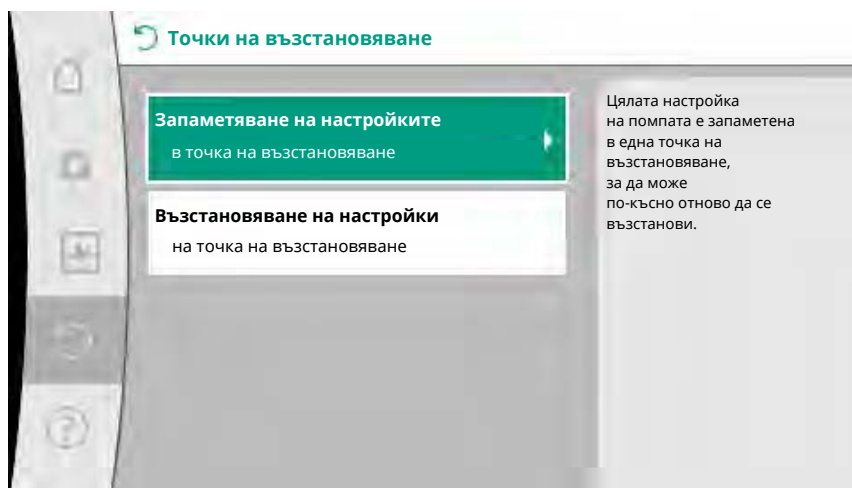 Точки на възстановяване
Запаметяване на настройките
в точка на възстановяване
Възстановяване на настройки
на точка на възстановяване
Цялата настройка
на помпата е запаметена
в една точка на
възстановяване,
за да може
по-късно отново да се
възстанови.